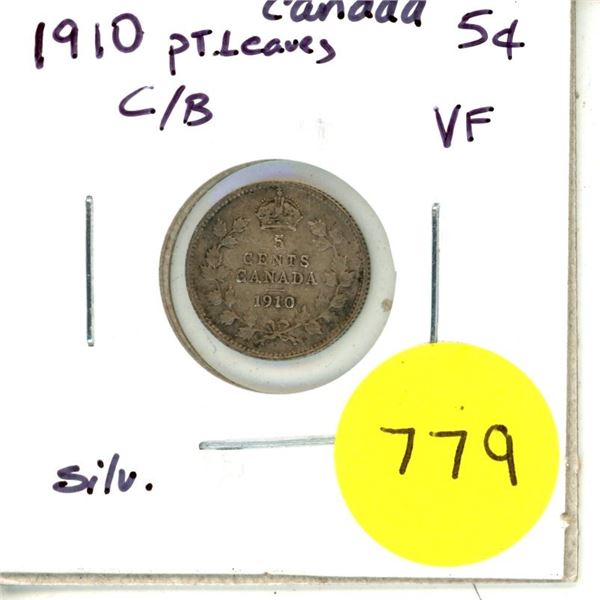 Canada
1910 PT.Leaves 5¢
C/B VF
5
CENTS
CANADA
1910
Silv.
779